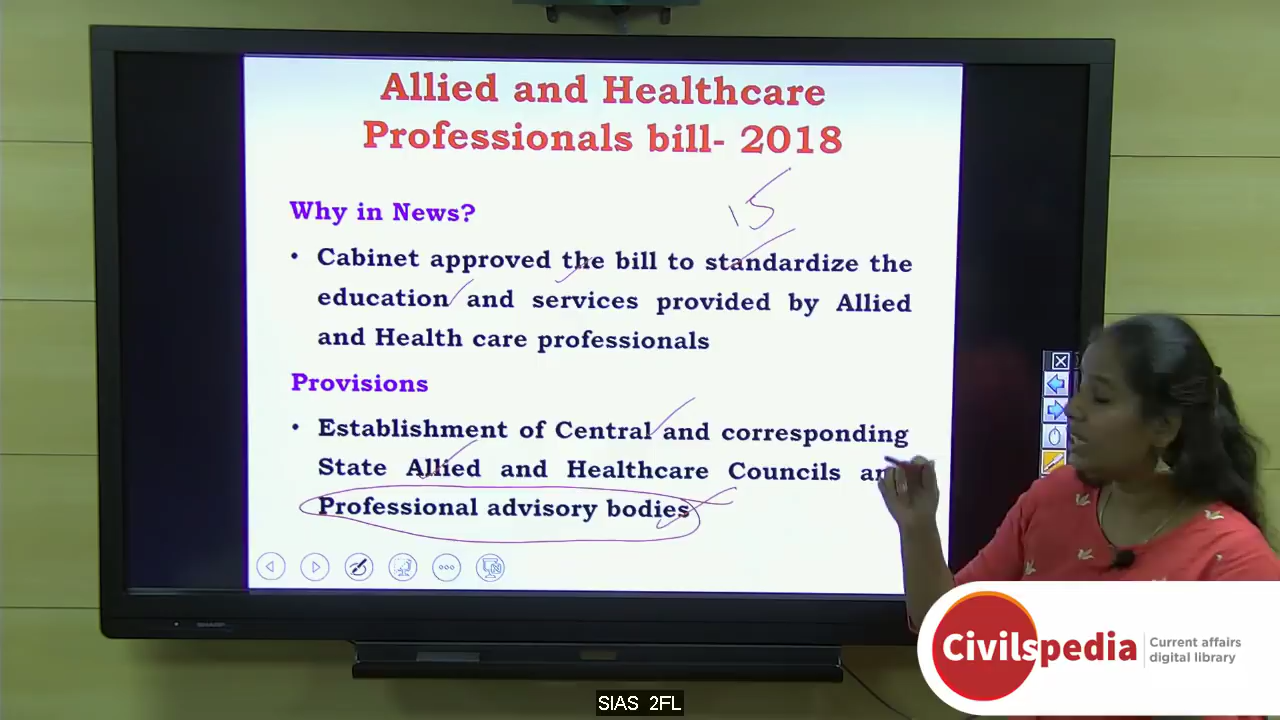 Allied and Healthcare
Professionals bill- 2018
15
Why in News?
• Cabinet approved the bill to standardize the
education and services provided by Allied
and Health care professionals
Provisions
• Establishment of Central and corresponding
State Allied and Healthcare Councils an
Professional advisory bodies
SHARP
Civilspedia
Current affairs
digital library
SIAS 2FL